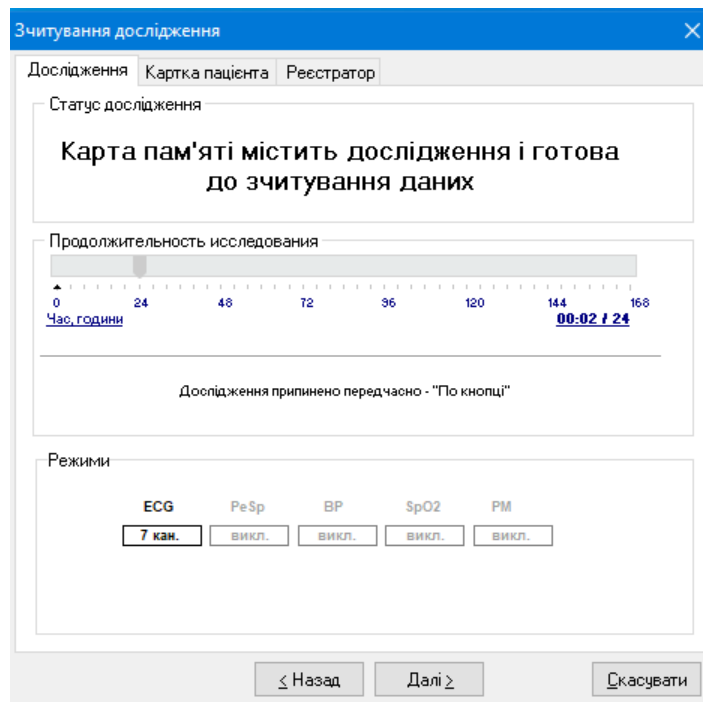 Зчитування дослідження
Дослідження Картка пацієнта Реєстратор
Статус дослідження
Карта пам'яті містить дослідження і готова
до зчитування даних
Продолжительность исследования
0 24 48 72 96 120 144 168
Час, години 00:02 / 24
Дослідження припинено передчасно - "По кнопці"
Режими
ECG PeSp BP SpO2 PM
7 кан. викл. викл. викл. викл.
< Назад Далі > Скасувати